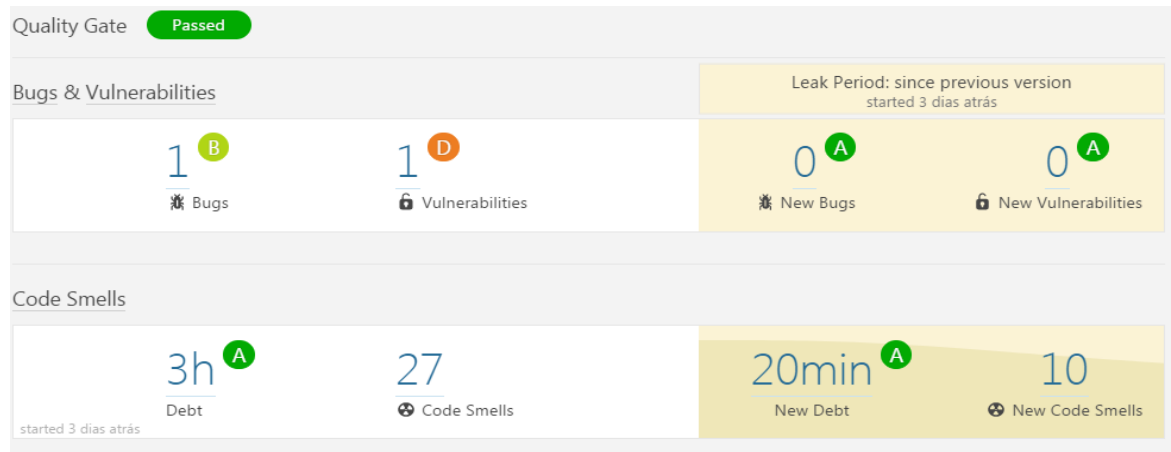 Quality Gate Passed
Bugs & Vulnerabilities
Leak Period: since previous version
started 3 dias atrás
1 B
Bugs
1 D
Vulnerabilities
0 A
New Bugs
0 A
New Vulnerabilities
Code Smells
3h A
Debt
27
Code Smells
started 3 dias atrás
20min A
New Debt
10
New Code Smells